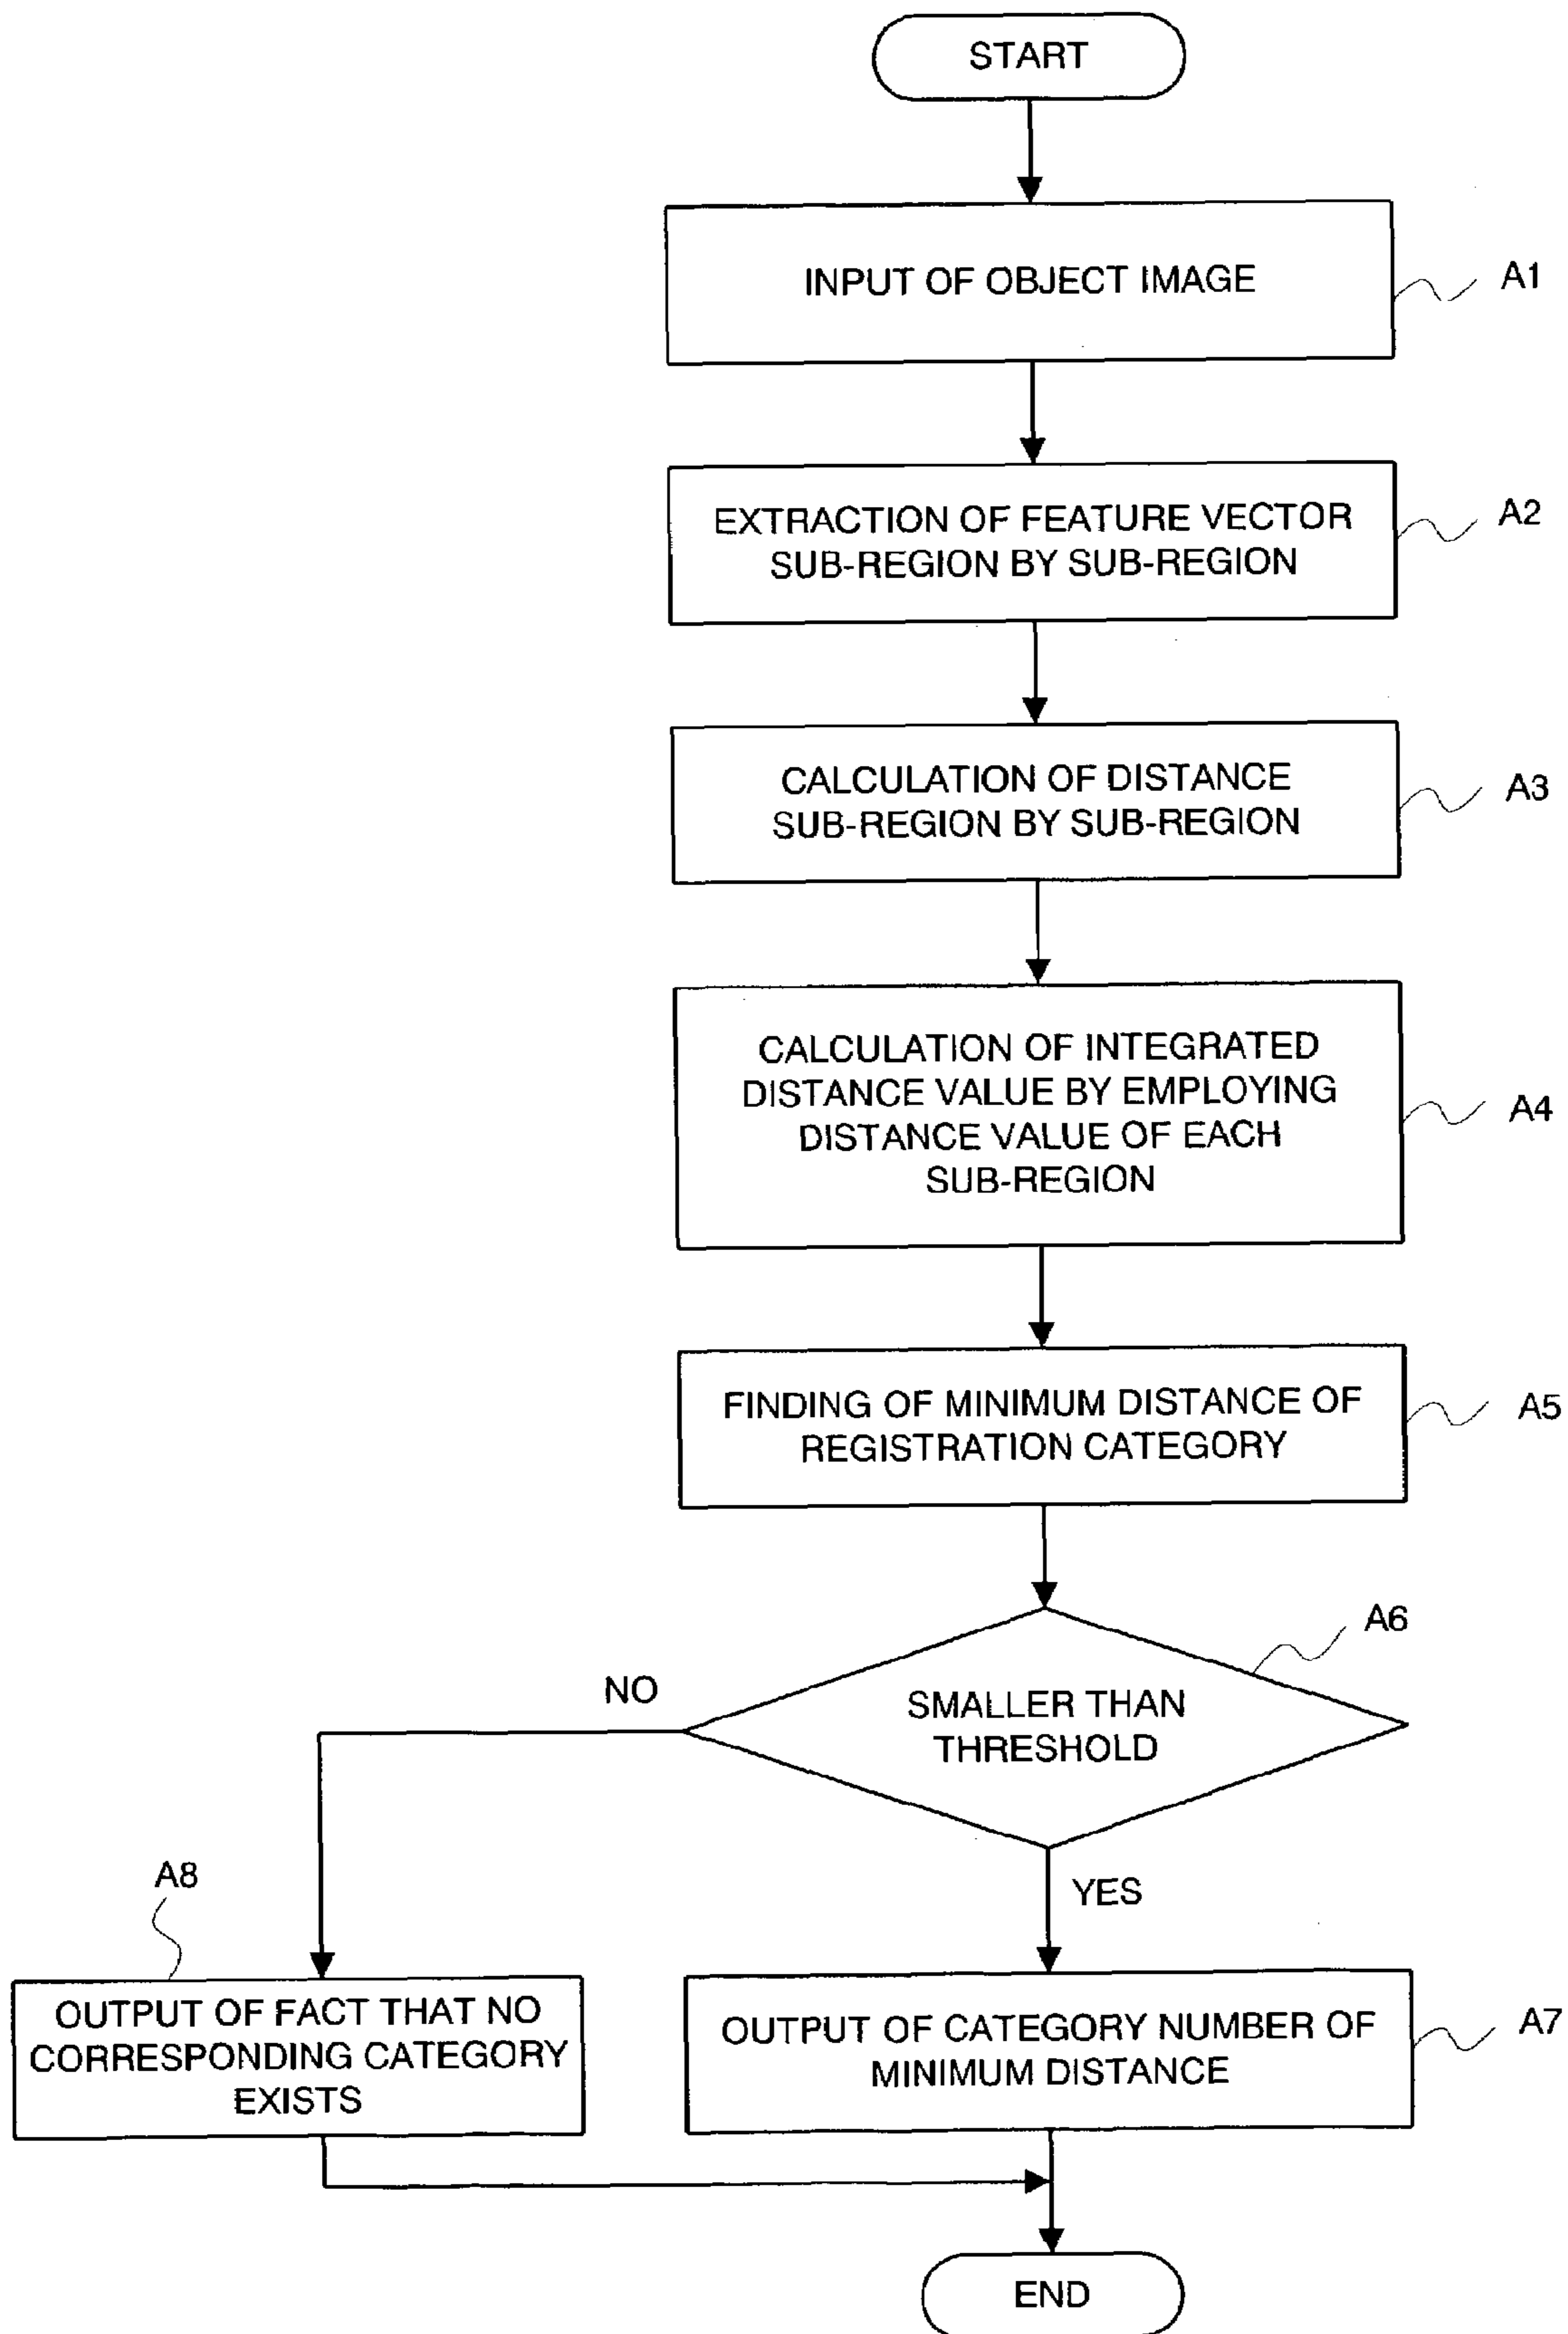 START
INPUT OF OBJECT IMAGE
A1
EXTRACTION OF FEATURE VECTOR
SUB-REGION BY SUB-REGION
A2
CALCULATION OF DISTANCE
SUB-REGION BY SUB-REGION
A3
CALCULATION OF INTEGRATED
DISTANCE VALUE BY EMPLOYING
DISTANCE VALUE OF EACH
SUB-REGION
A4
FINDING OF MINIMUM DISTANCE OF
REGISTRATION CATEGORY
A5
A6
NO
SMALLER THAN
THRESHOLD
YES
A8
OUTPUT OF FACT THAT NO
CORRESPONDING CATEGORY
EXISTS
OUTPUT OF CATEGORY NUMBER OF
MINIMUM DISTANCE
A7
END